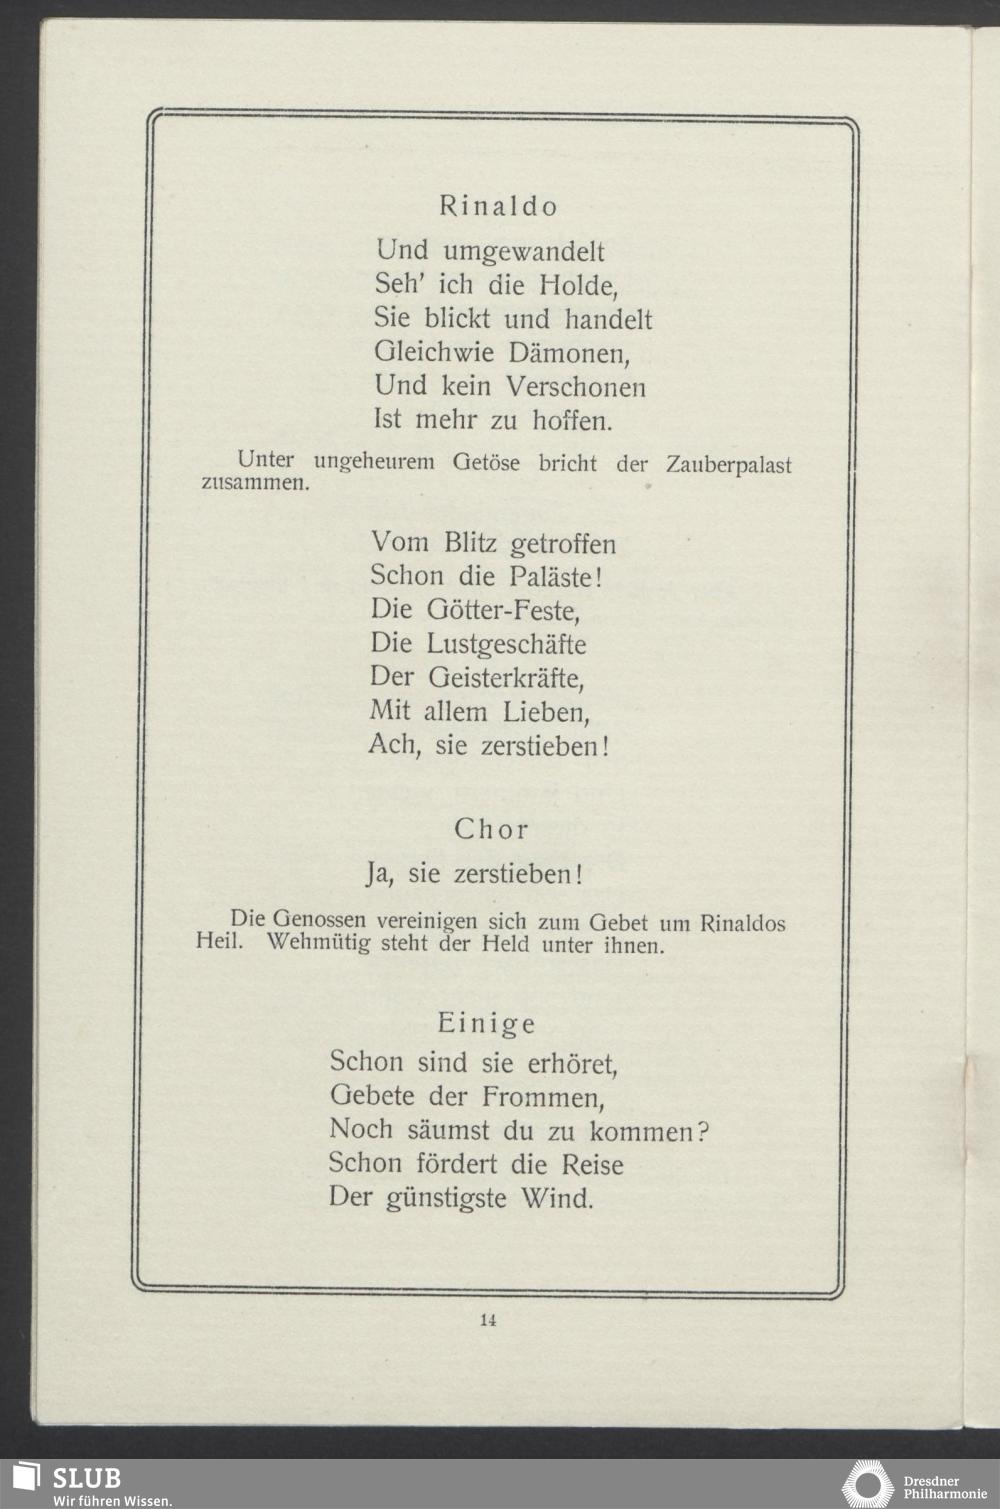 Rinaldo
Und umgewandelt
Seh' ich die Holde,
Sie blickt und handelt
Gleichwie Dämonen,
Und kein Verschonen
Ist mehr zu hoffen.
Unter ungeheurem Getöse bricht der Zauberpalast
zusammen.
Vom Blitz getroffen
Schon die Paläste!
Die Götter-Feste,
Die Lustgeschäfte
Der Geisterkräfte,
Mit allem Lieben,
Ach, sie zerstieben!
Chor
Ja, sie zerstieben!
Die Genossen vereinigen sich zum Gebet um Rinaldos
Heil. Wehmütig steht der Held unter ihnen.
Einige
Schon sind sie erhöret,
Gebete der Frommen,
Noch säumst du zu kommen?
Schon fördert die Reise
Der günstigste Wind.
14
SLUB
Wir führen Wissen.
Dresdner
Philharmonie